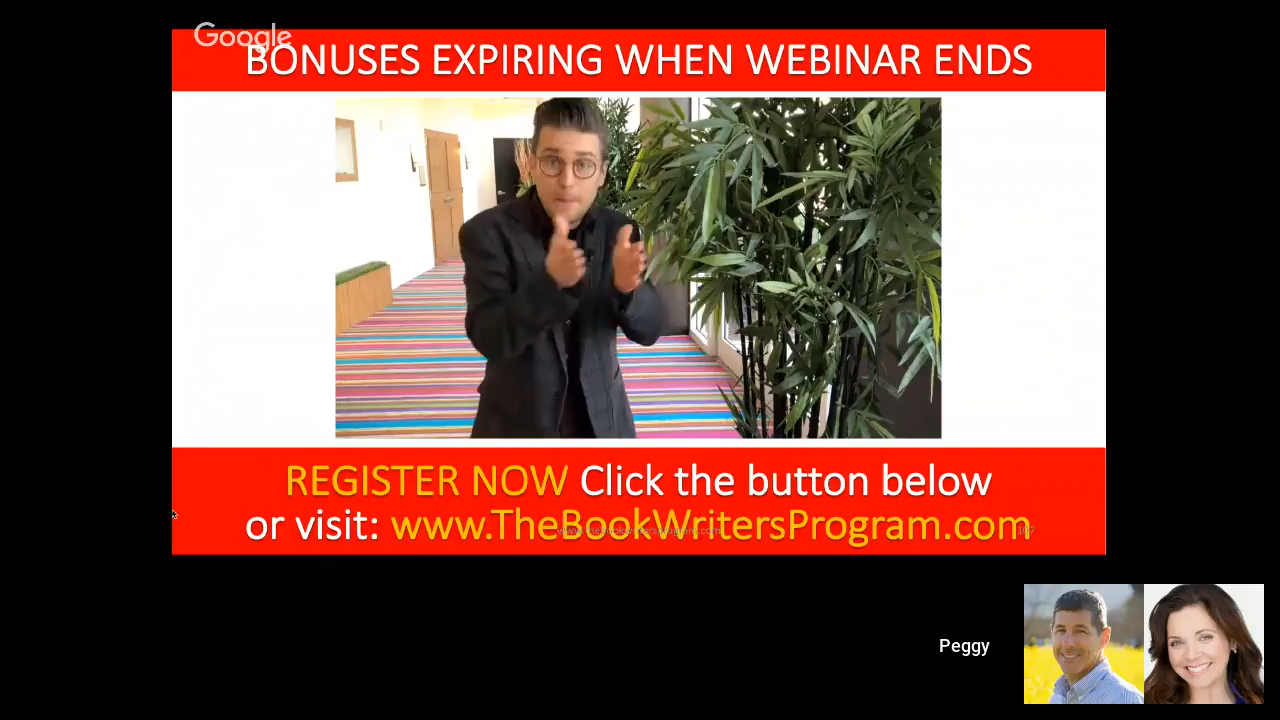 Google
BONUSES EXPIRING WHEN WEBINAR ENDS
REGISTER NOW Click the button below
or visit: www.TheBookWritersProgram.com
Peggy